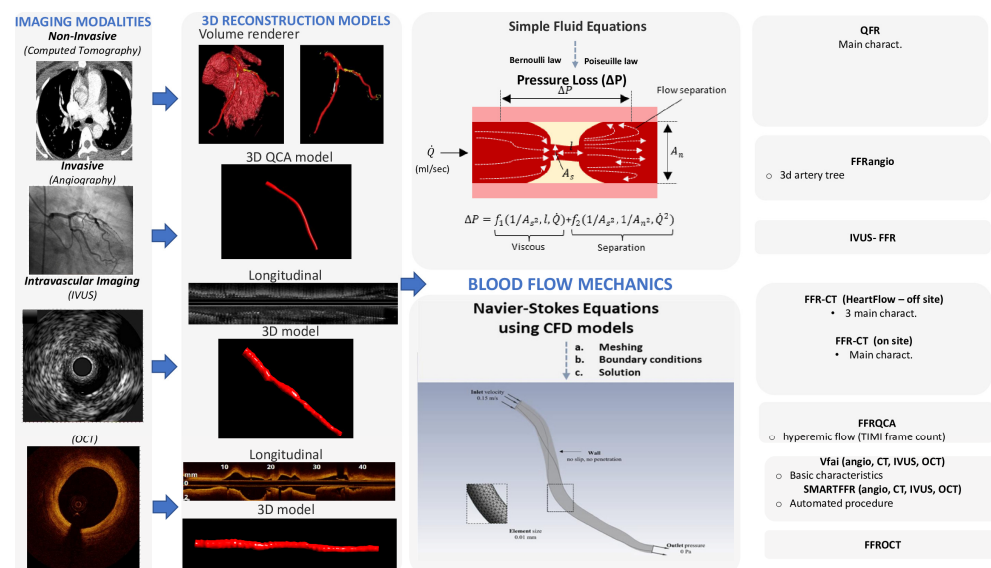 IMAGING MODALITIES
Non-Invasive
(Computed Tomography)
Invasive
(Angiography)
Intravascular Imaging
(IVUS)
(OCT)
3D RECONSTRUCTION MODELS
Volume renderer
3D QCA model
Longitudinal
3D model
Longitudinal
10 20 30 40
mm
0
2
3D model
Simple Fluid Equations
Bernoulli law
Poiseuille law
Pressure Loss (ΔP)
ΔP
Flow separation
Q̇
(ml/sec)
l
Aₛ
Aₙ
ΔP = f₁(1/Aₛ², l, Q̇)+f₂(1/Aₛ², 1/Aₙ², Q̇²)
Viscous
Separation
BLOOD FLOW MECHANICS
Navier-Stokes Equations
using CFD models
a. Meshing
b. Boundary conditions
c. Solution
Inlet velocity
0.15 m/s
Wall
no slip, no penetration
Element size
0.01 mm
Outlet pressure
0 Pa
QFR
Main charact.
FFRangio
o 3d artery tree
IVUS- FFR
FFR-CT (HeartFlow – off site)
• 3 main charact.
FFR-CT (on site)
• Main charact.
FFRQCA
o hyperemic flow (TIMI frame count)
Vfai (angio, CT, IVUS, OCT)
o Basic characteristics
SMARTFFR (angio, CT, IVUS, OCT)
o Automated procedure
FFROCT